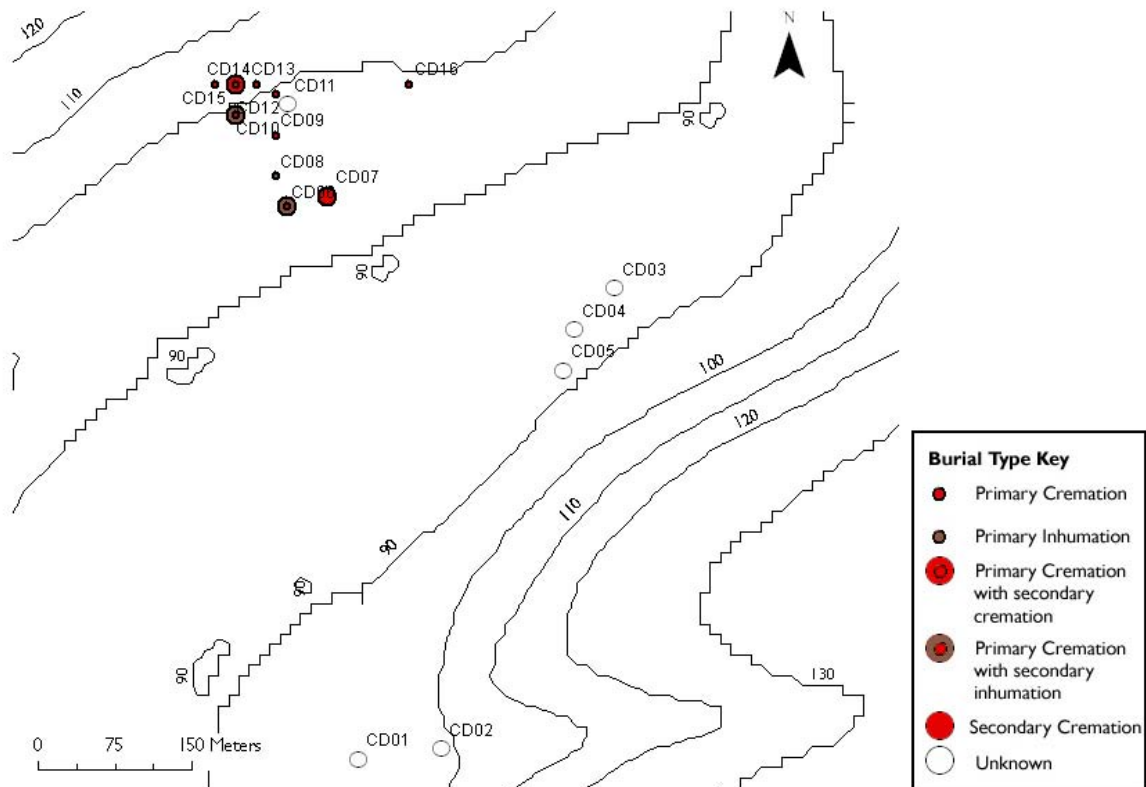 120
N
110
CD14
CD13
CD16
CD11
CD15
CD12
CD10
CD09
90
CD08
CD07
CD06
90
CD03
CD04
90
CD05
100
120
110
90
90
90
130
CD01
CD02
0 75 150 Meters
Burial Type Key
Primary Cremation
Primary Inhumation
Primary Cremation
with secondary
cremation
Primary Cremation
with secondary
inhumation
Secondary Cremation
Unknown